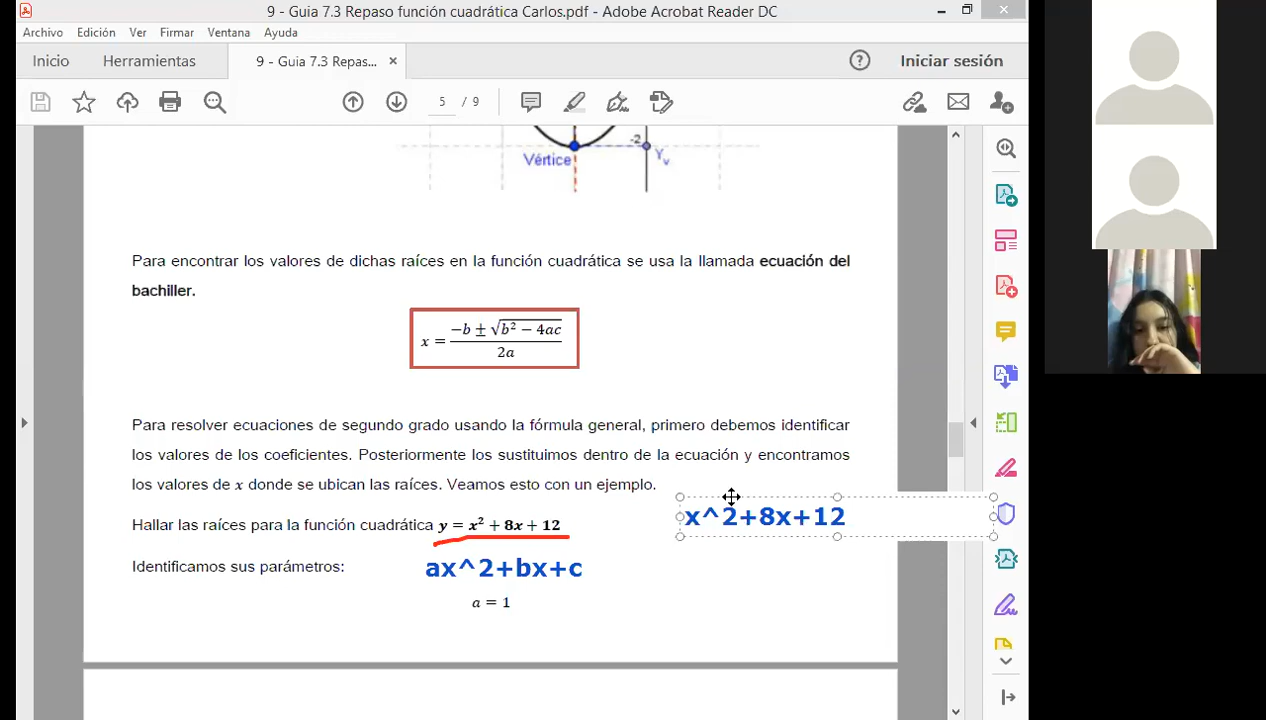 9 - Guia 7.3 Repaso función cuadrática Carlos.pdf - Adobe Acrobat Reader DC
Archivo Edición Ver Firmar Ventana Ayuda
Inicio Herramientas 9 - Guia 7.3 Repas... × ? Iniciar sesión
5 / 9
-2
Vértice Yᵥ
Para encontrar los valores de dichas raíces en la función cuadrática se usa la llamada ecuación del
bachiller.
x = (−b ± √(b² − 4ac)) / 2a
Para resolver ecuaciones de segundo grado usando la fórmula general, primero debemos identificar
los valores de los coeficientes. Posteriormente los sustituimos dentro de la ecuación y encontramos
los valores de x donde se ubican las raíces. Veamos esto con un ejemplo.
x^2+8x+12
Hallar las raíces para la función cuadrática y = x² + 8x + 12
Identificamos sus parámetros: ax^2+bx+c
a = 1